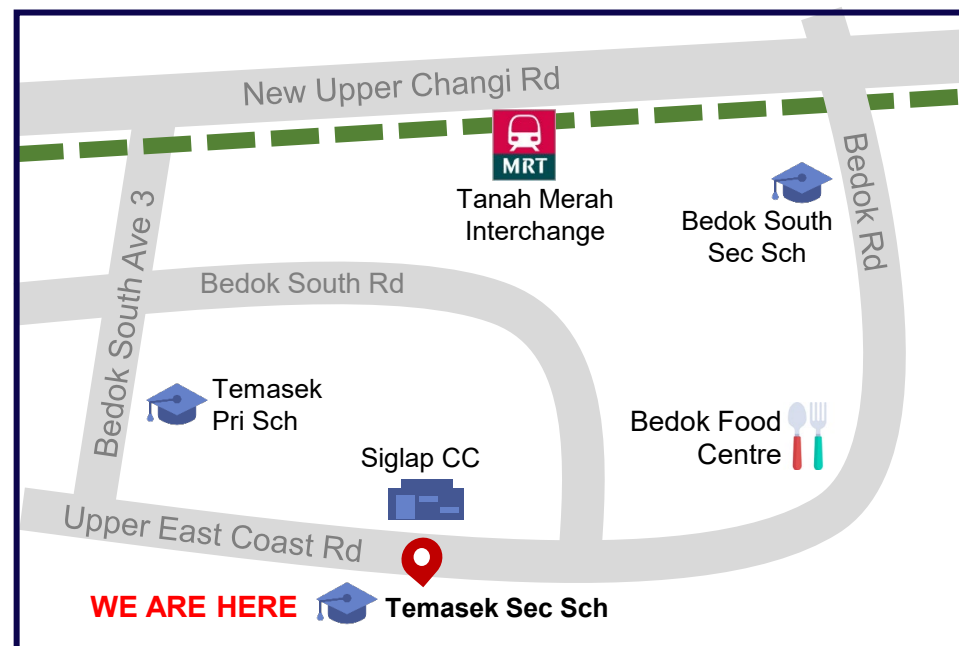 New Upper Changi Rd
MRT
Tanah Merah
Interchange
Bedok South
Sec Sch
Bedok Rd
Bedok South Ave 3
Bedok South Rd
Temasek
Pri Sch
Siglap CC
Bedok Food
Centre
Upper East Coast Rd
WE ARE HERE
Temasek Sec Sch